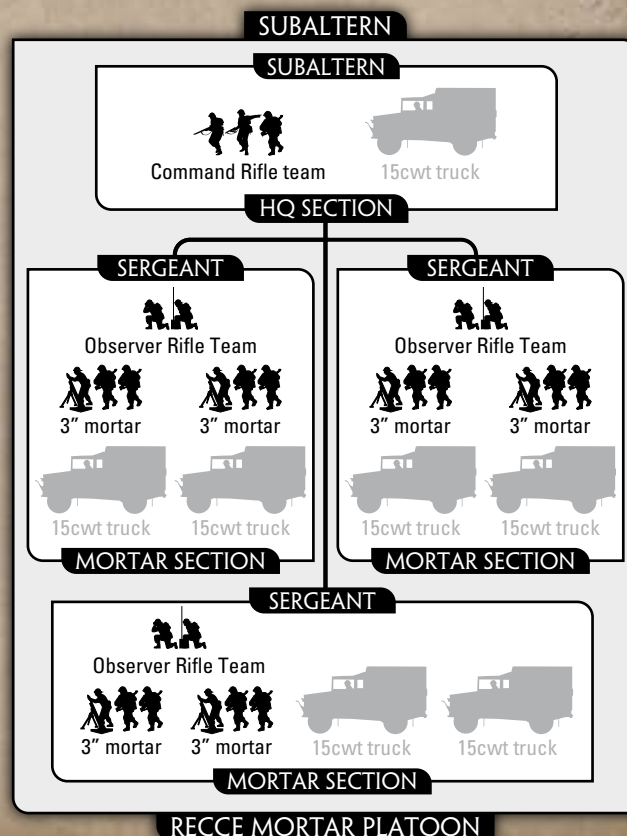 SUBALTERN
SUBALTERN
Command Rifle team
15cwt truck
HQ SECTION
SERGEANT
Observer Rifle Team
3” mortar
3” mortar
15cwt truck
15cwt truck
MORTAR SECTION
SERGEANT
Observer Rifle Team
3” mortar
3” mortar
15cwt truck
15cwt truck
MORTAR SECTION
SERGEANT
Observer Rifle Team
3” mortar
3” mortar
15cwt truck
15cwt truck
MORTAR SECTION
RECCE MORTAR PLATOON